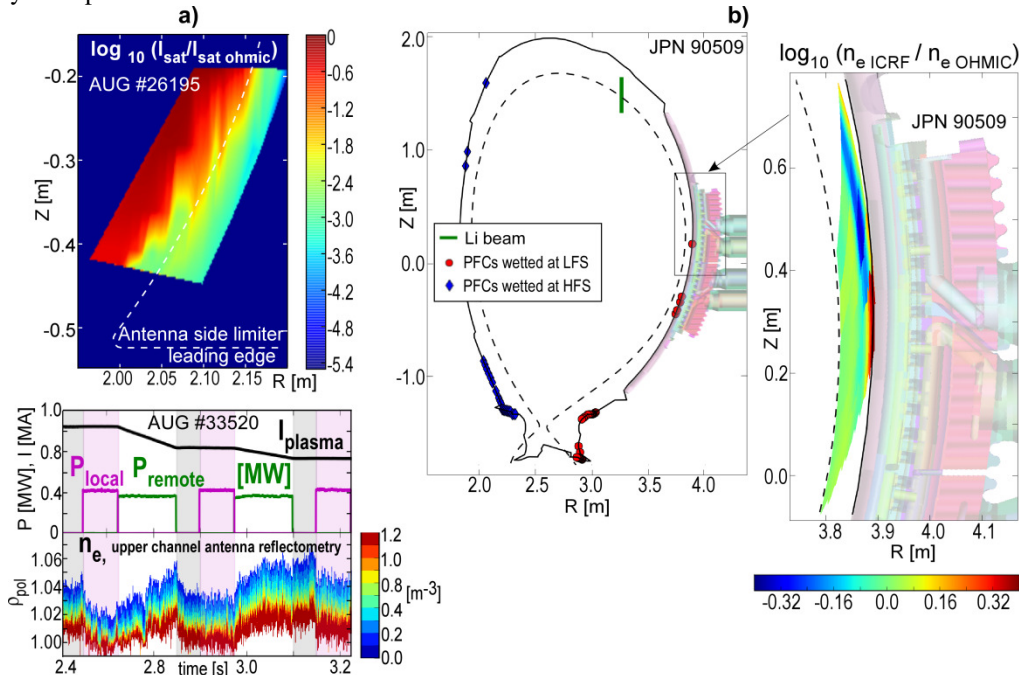 a)
log₁₀ (Isat/Isat ohmic)
AUG #26195
0
-0.6
-1.2
-1.8
-2.4
-3.0
-3.6
-4.2
-4.8
-5.4
-0.2
-0.3
-0.4
-0.5
Z [m]
Antenna side limiter
leading edge
2.00
2.05
2.10
2.15
R [m]
AUG #33520
Iplasma
Plocal
Premote
[MW]
P [MW], I [MA]
1.0
0.8
0.4
0
ne, upper channel antenna reflectometry
ρpol
1.06
1.04
1.02
1.00
2.4
2.6
2.8
3.0
3.2
time [s]
1.2
1.0
0.8
0.6
0.4
0.2
0.0
[m-3]
b)
JPN 90509
2.0
1.0
0.0
-1.0
Z [m]
Li beam
PFCs wetted at LFS
PFCs wetted at HFS
1.5
2.0
2.5
3.0
3.5
4.0
R [m]
log₁₀ (ne ICRF / ne OHMIC)
JPN 90509
0.6
0.4
0.2
0.0
Z [m]
3.8
3.9
4.0
4.1
R [m]
-0.32
-0.16
0.0
0.16
0.32